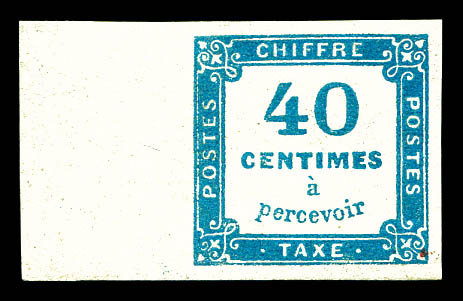 CHIFFRE
POSTES
40
CENTIMES
à
percevoir
POSTES
· TAXE ·